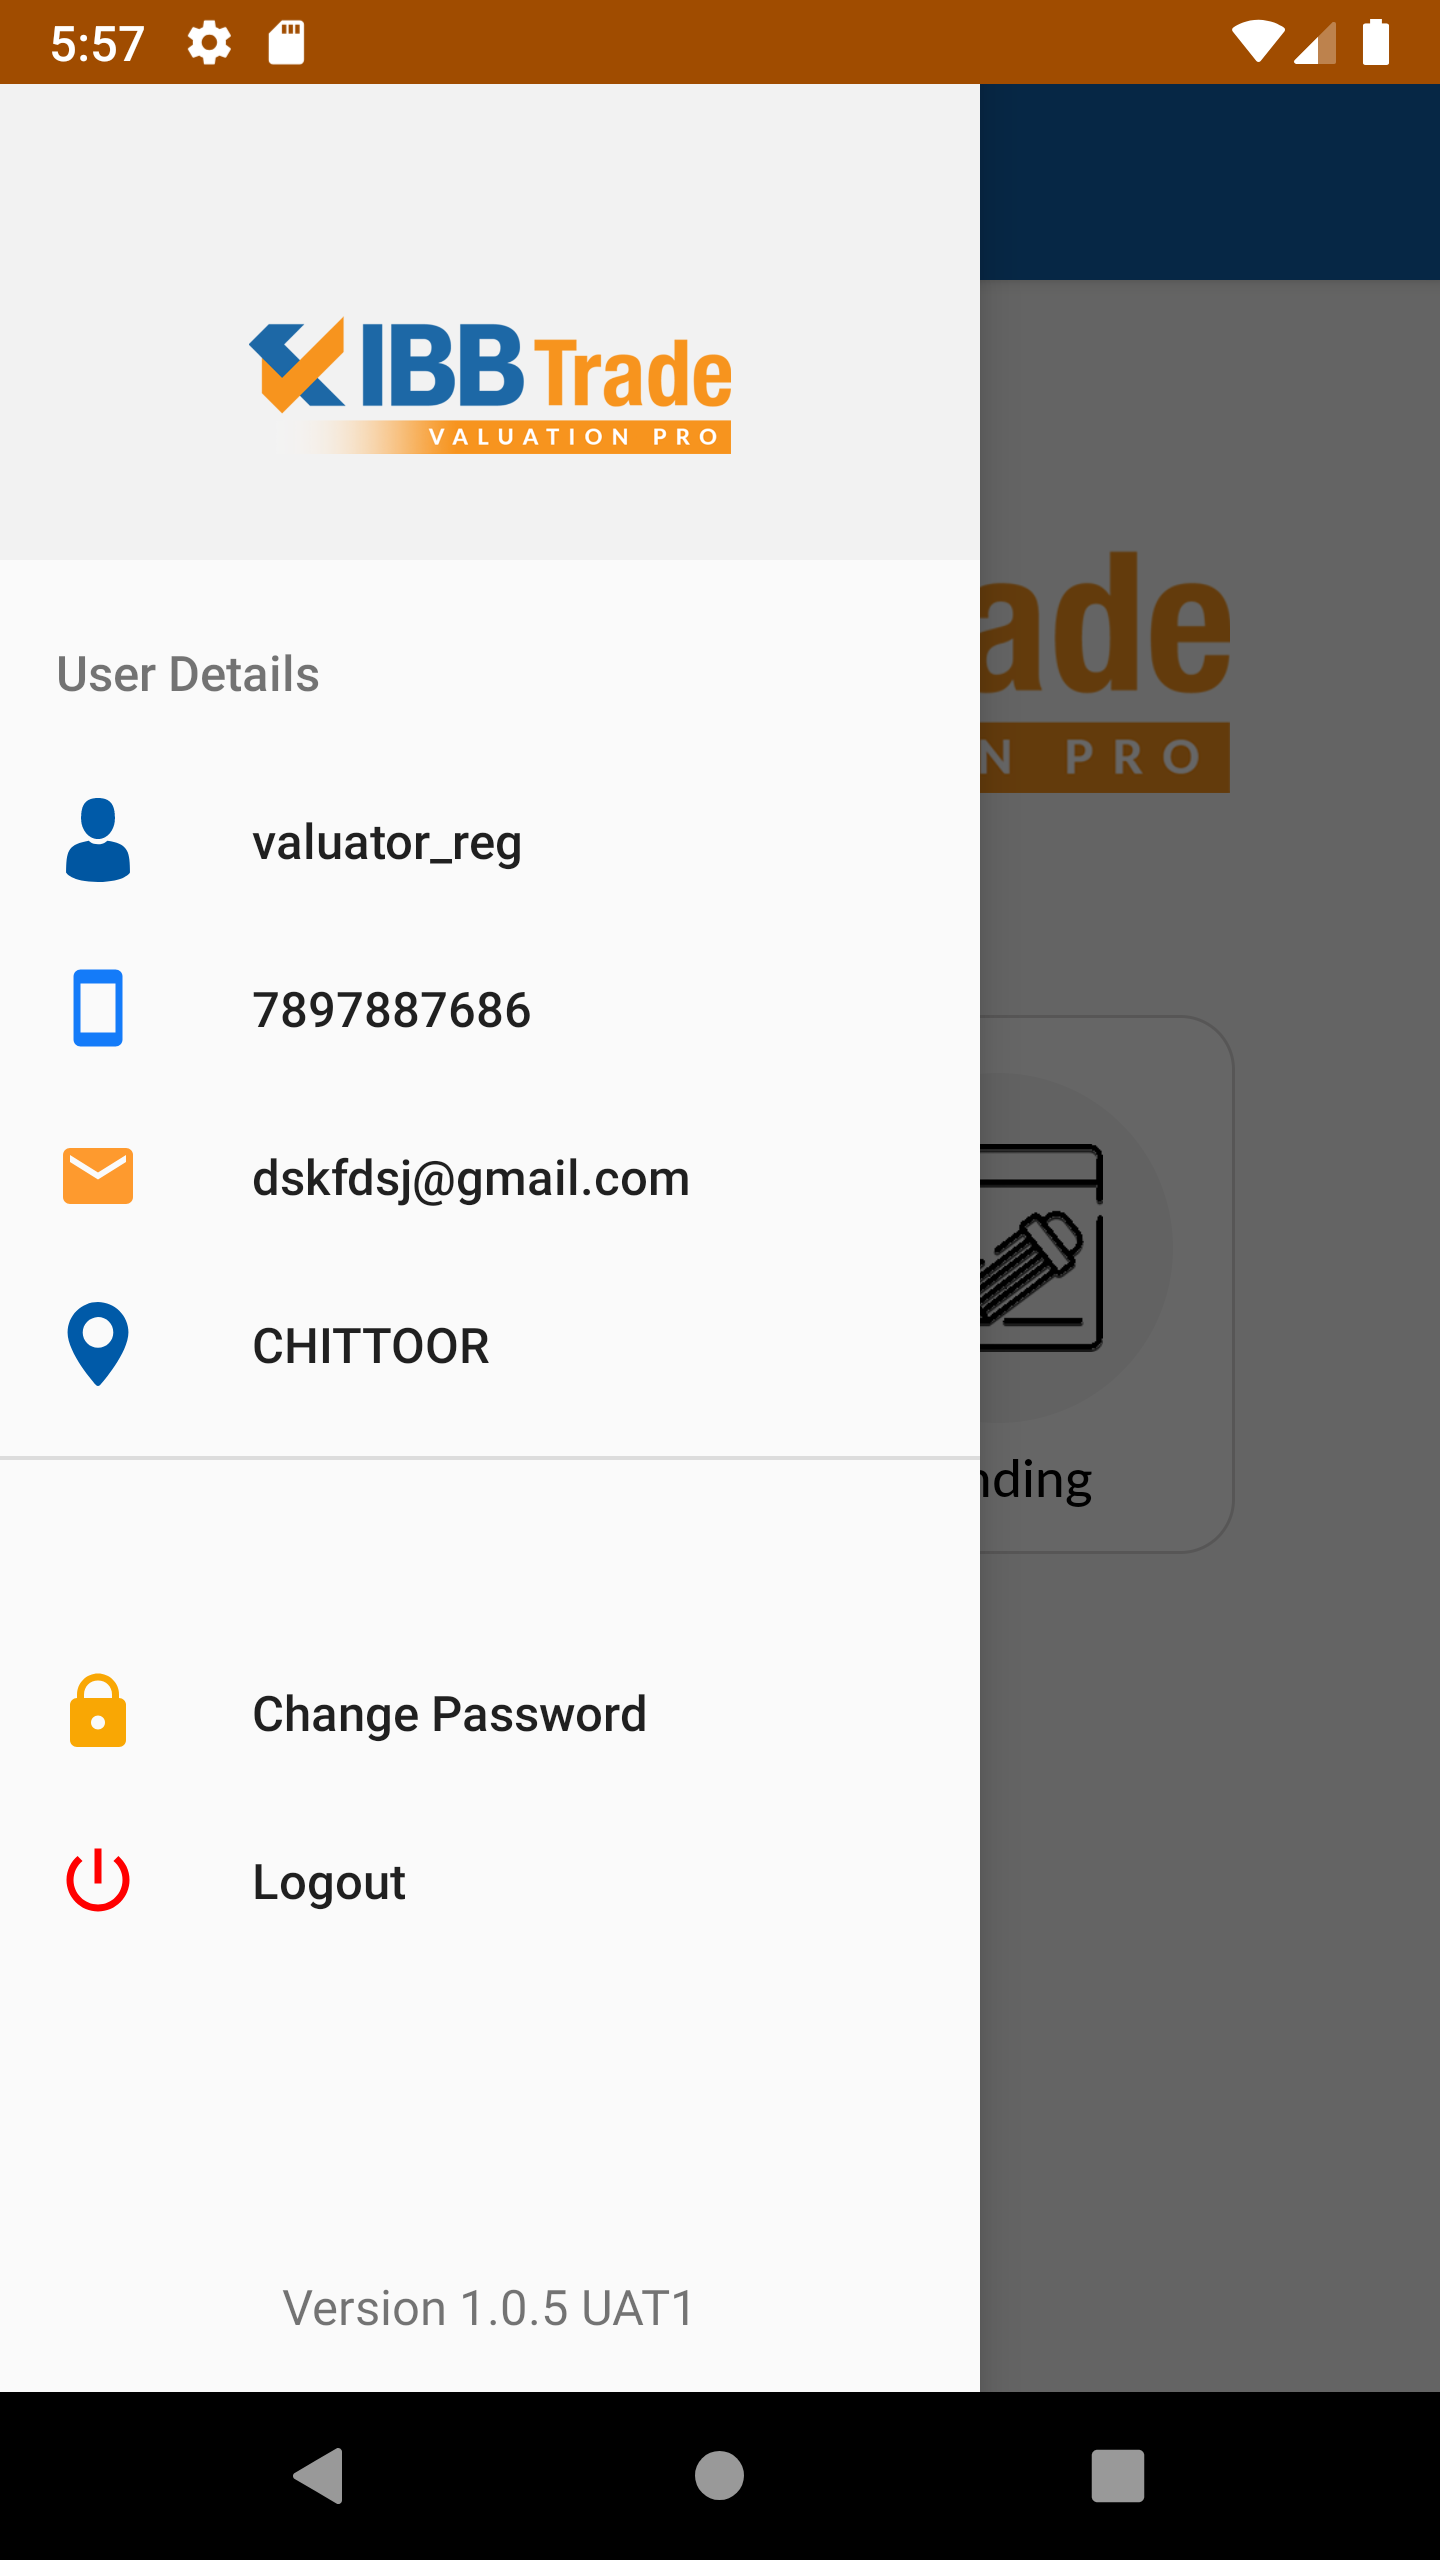 5:57
IBB Trade
VALUATION PRO
ade
N PRO
User Details
valuator_reg
7897887686
dskfdsj@gmail.com
CHITTOOR
nding
Change Password
Logout
Version 1.0.5 UAT1